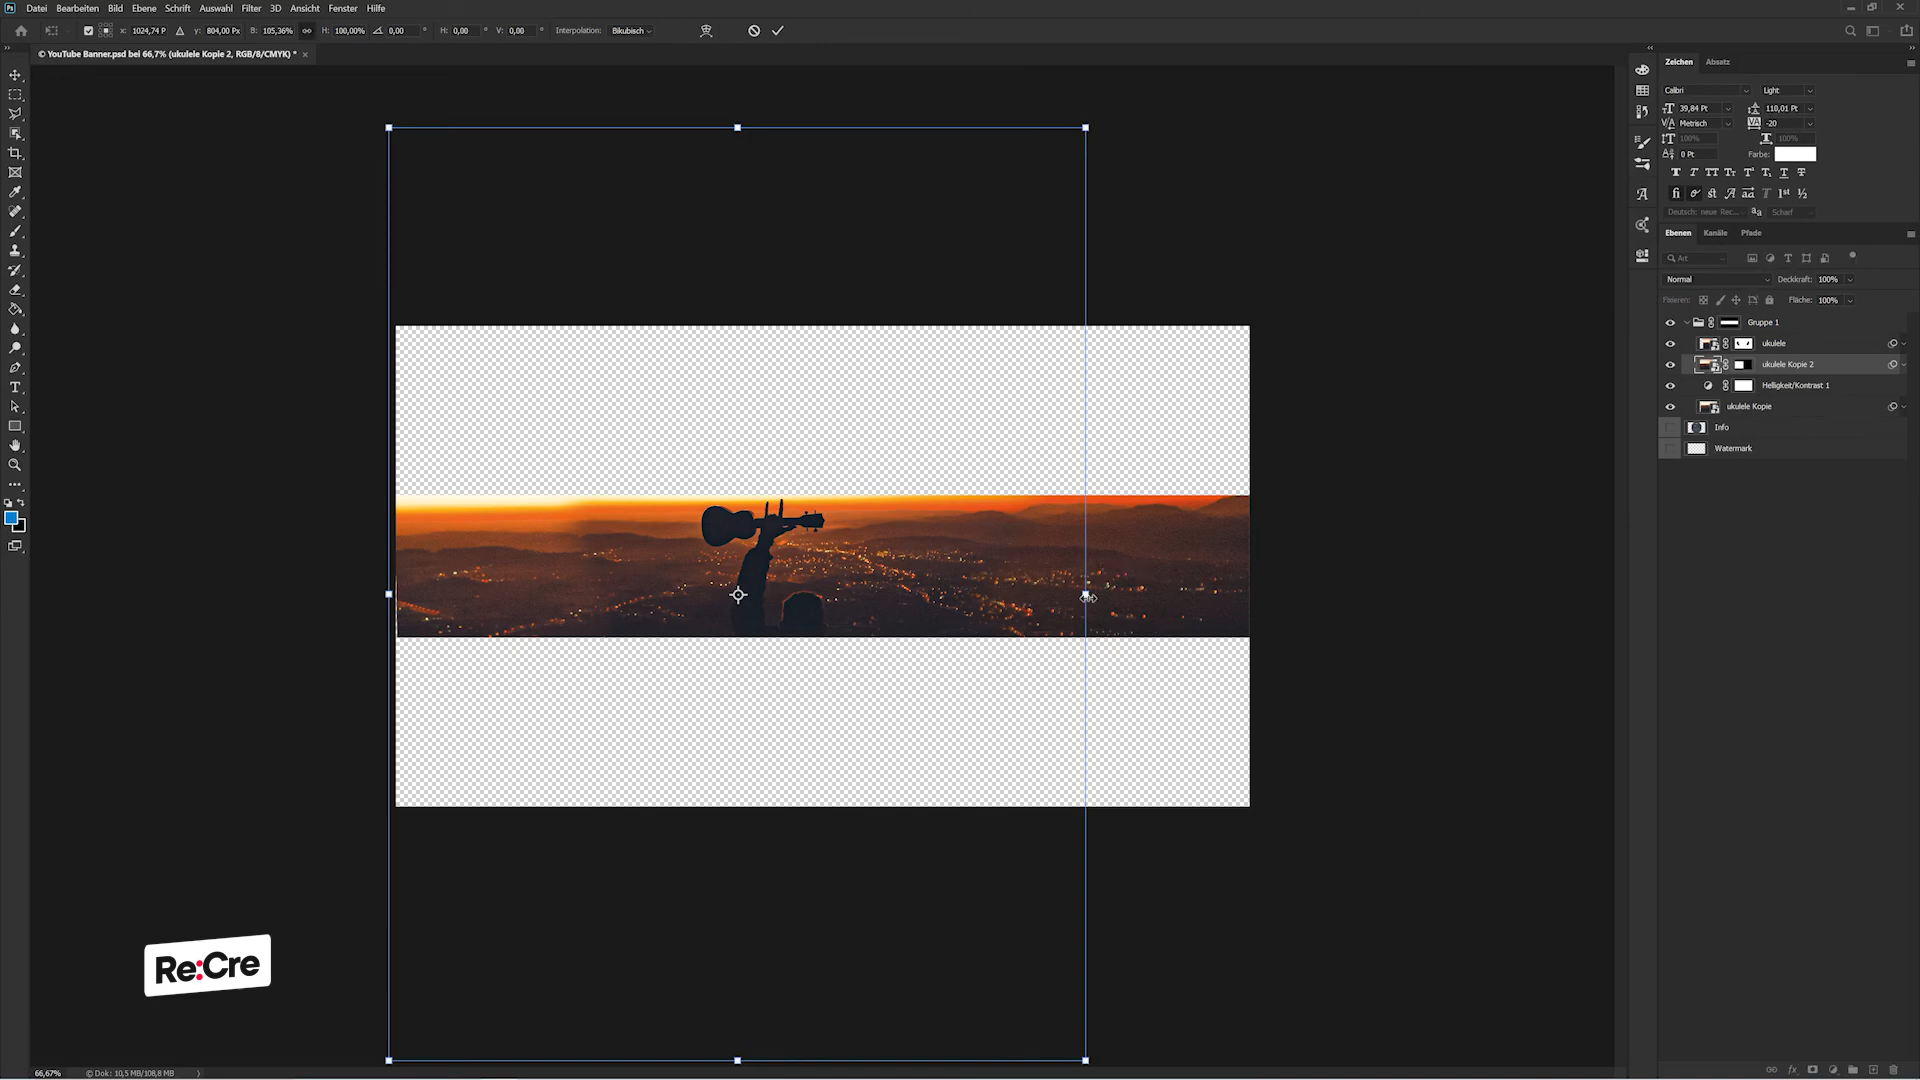 Ps Datei Bearbeiten Bild Ebene Schrift Auswahl Filter 3D Ansicht Fenster Hilfe
X: 1024,74 P Y: 804,00 Px B: 105,36% H: 100,00% 0,00 ° H: 0,00 ° V: 0,00 ° Interpolation: Bikubisch
© YouTube Banner.psd bei 66,7% (ukulele Kopie 2, RGB/8/CMYK) * ×
Zeichen Absatz
Calibri Light
39,84 Pt 110,01 Pt
Metrisch -20
100% 100%
0 Pt Farbe:
Deutsch: neue Rec... Scharf
Ebenen Kanäle Pfade
Art
Normal Deckkraft: 100%
Fixieren: Fläche: 100%
Gruppe 1
ukulele
ukulele Kopie 2
Helligkeit/Kontrast 1
ukulele Kopie
Info
Watermark
Re:Cre
66,67% © Dok: 10,5 MB/108,8 MB